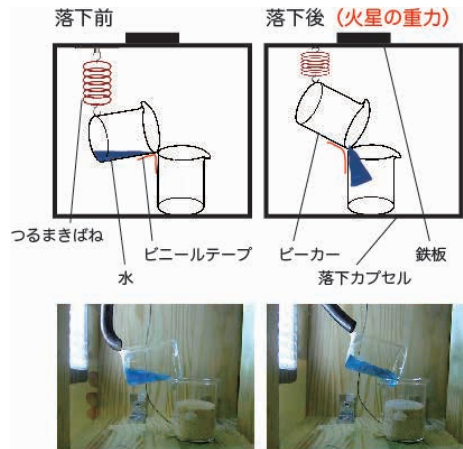 落下前
落下後 (火星の重力)
つるまきばね
水
ビニールテープ
ビーカー
落下カプセル
鉄板